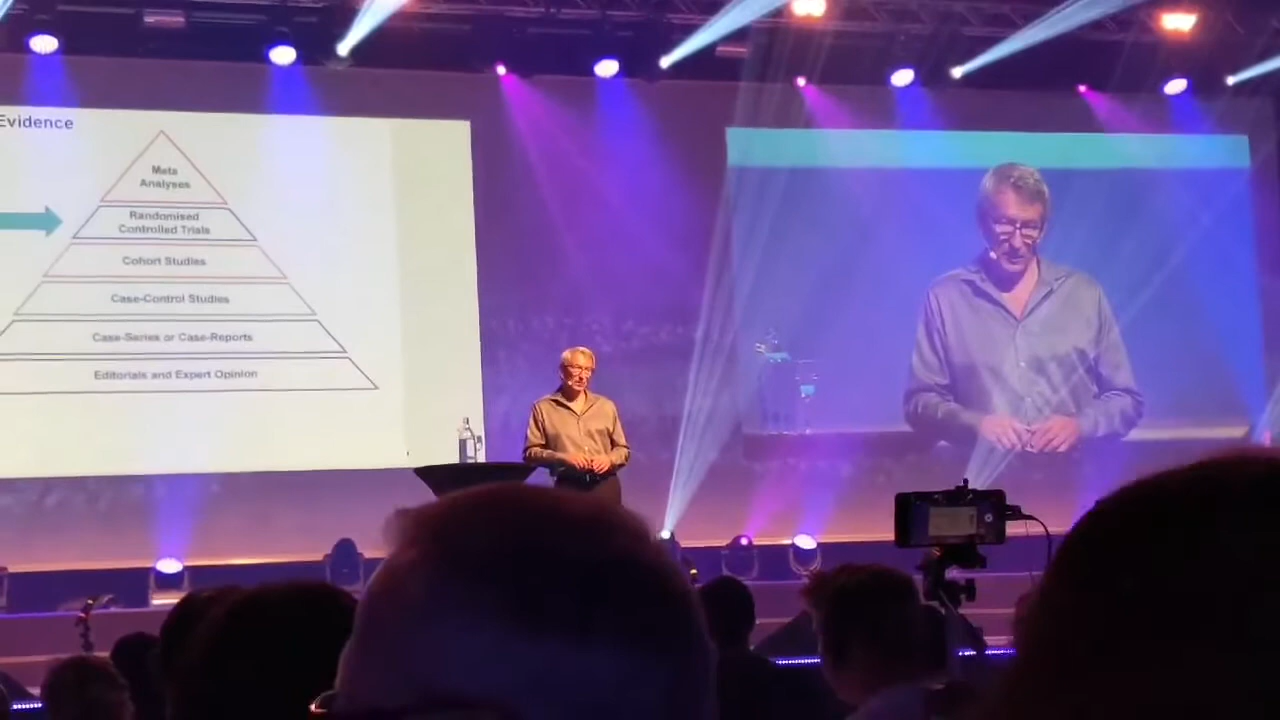 Evidence
Meta
Analyses
Randomised
Controlled Trials
Cohort Studies
Case-Control Studies
Case-Series or Case-Reports
Editorials and Expert Opinion